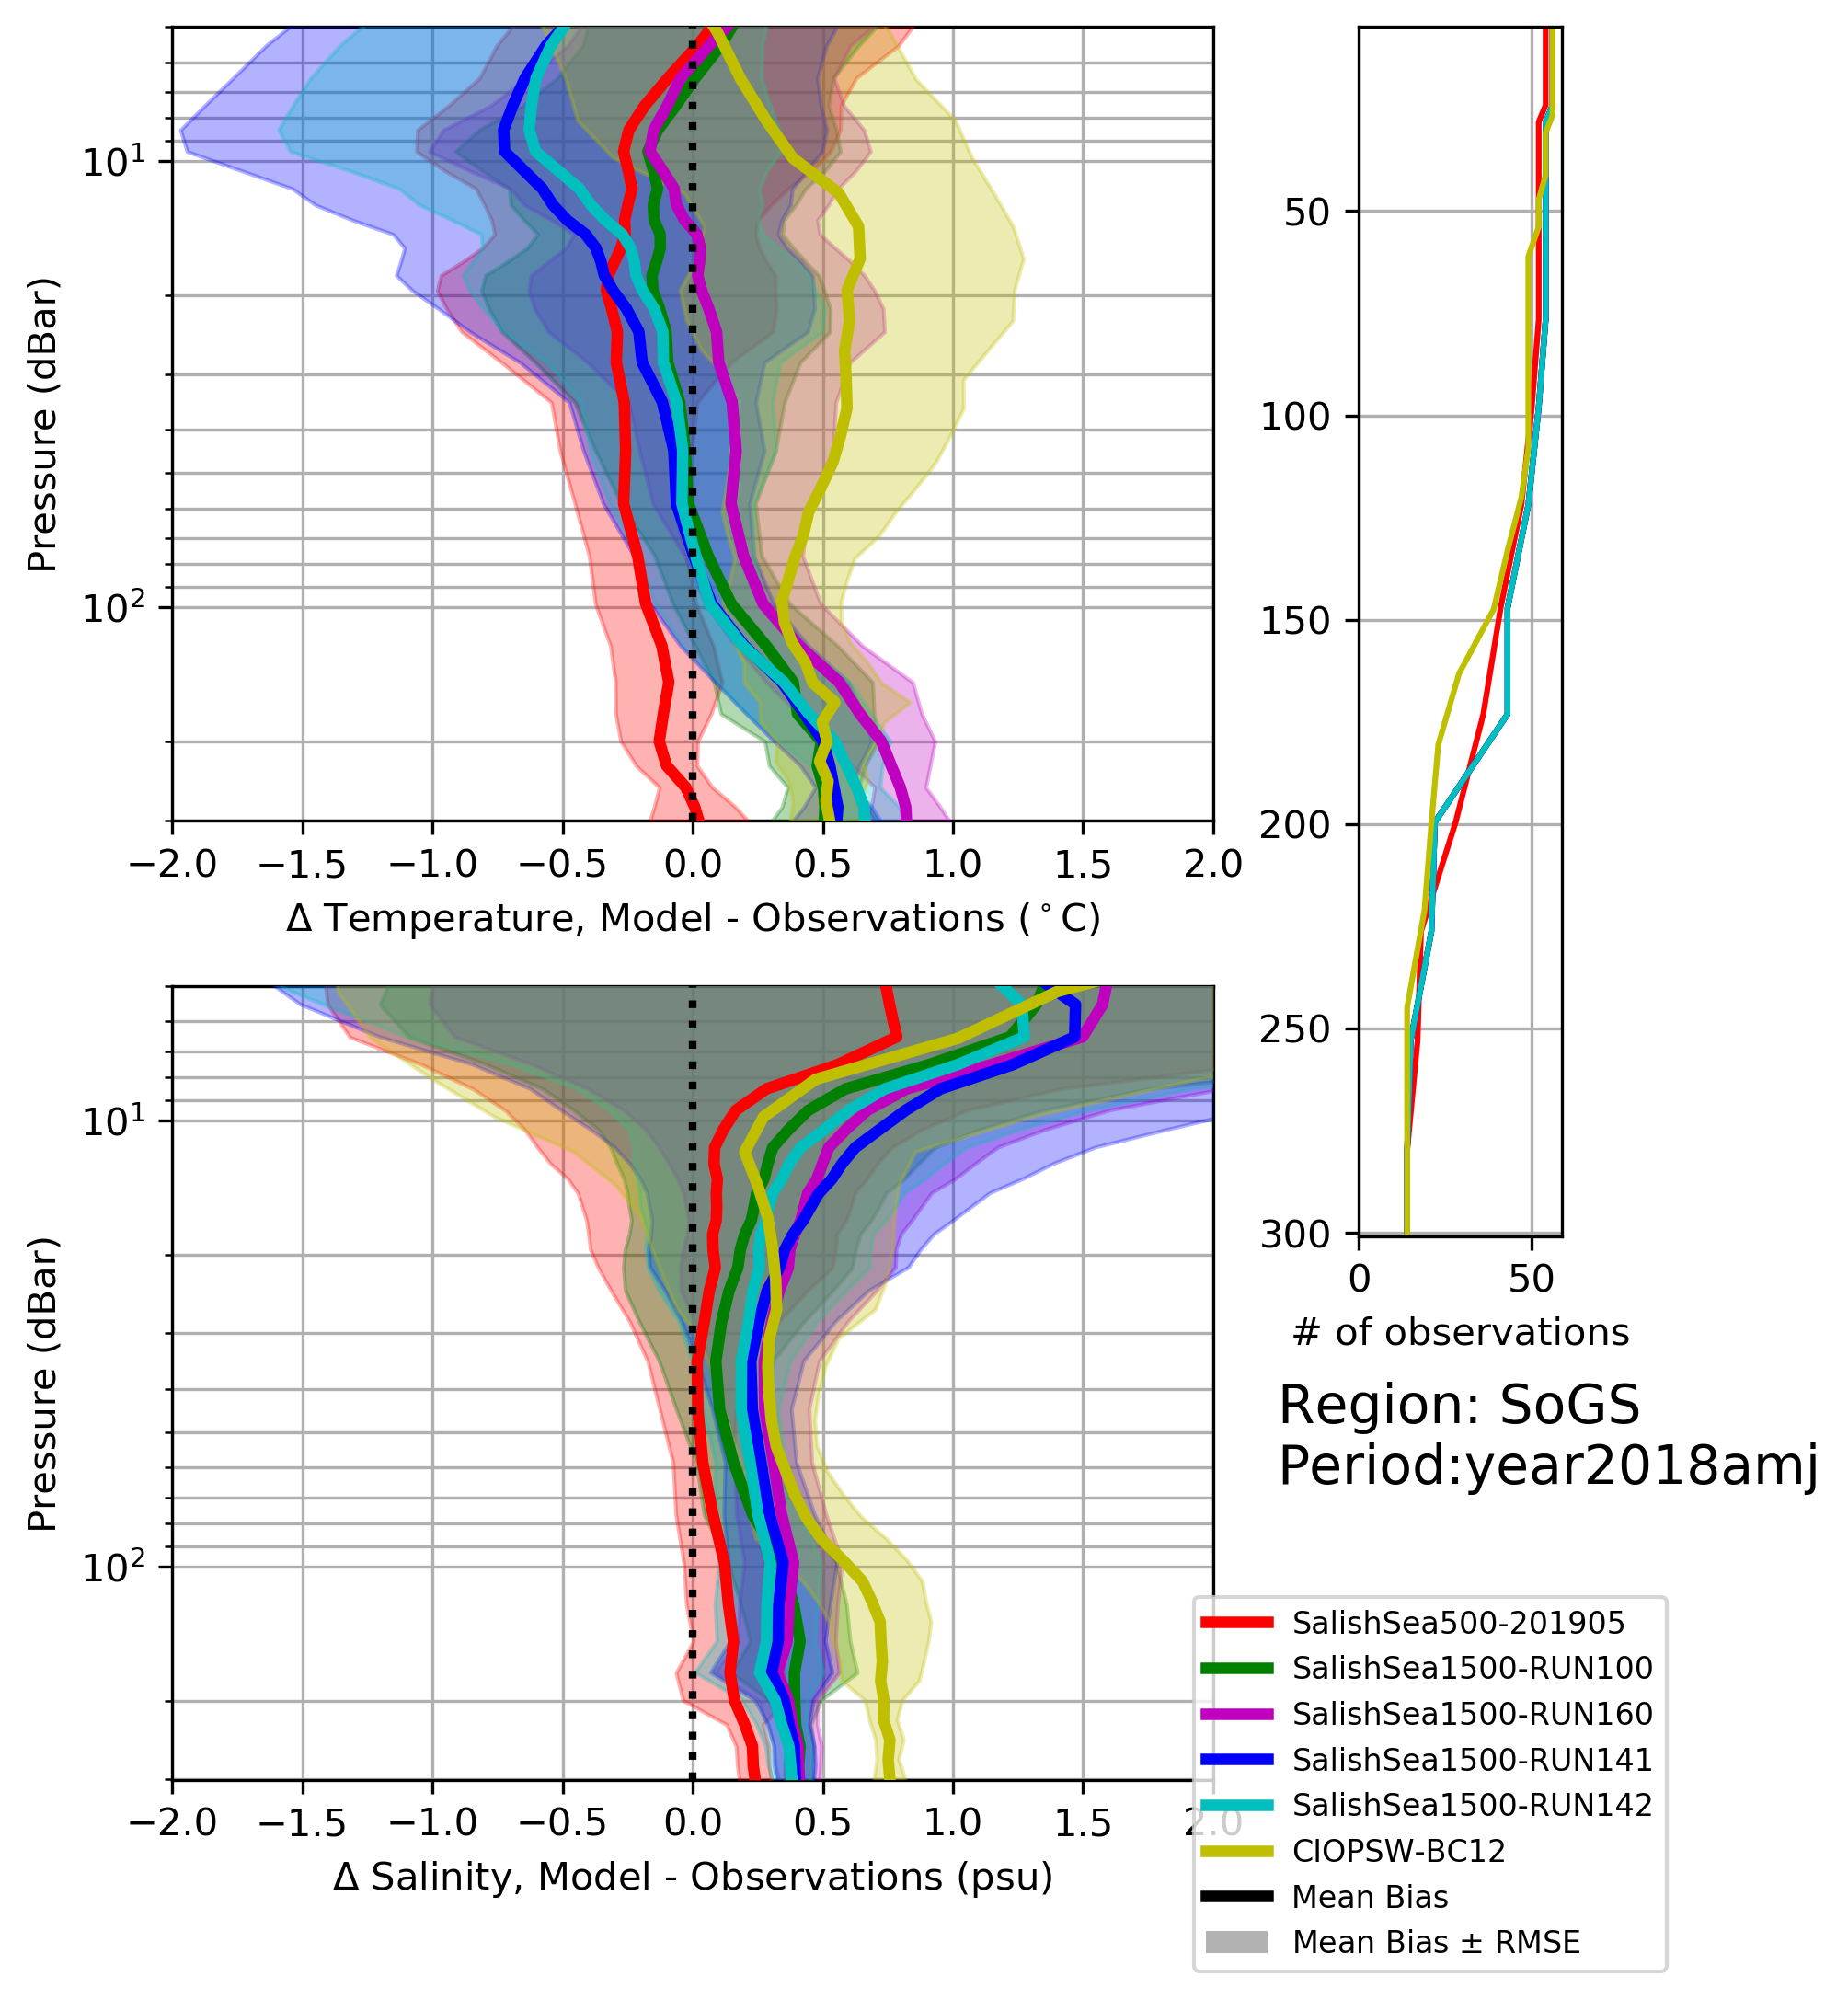 10¹
10²
Pressure (dBar)
−2.0 −1.5 −1.0 −0.5 0.0 0.5 1.0 1.5 2.0
Δ Temperature, Model - Observations (°C)
10¹
10²
Pressure (dBar)
−2.0 −1.5 −1.0 −0.5 0.0 0.5 1.0 1.5 2.0
Δ Salinity, Model - Observations (psu)
50
100
150
200
250
300
0 50
# of observations
Region: SoGS
Period:year2018amj
SalishSea500-201905
SalishSea1500-RUN100
SalishSea1500-RUN160
SalishSea1500-RUN141
SalishSea1500-RUN142
CIOPSW-BC12
Mean Bias
Mean Bias ± RMSE